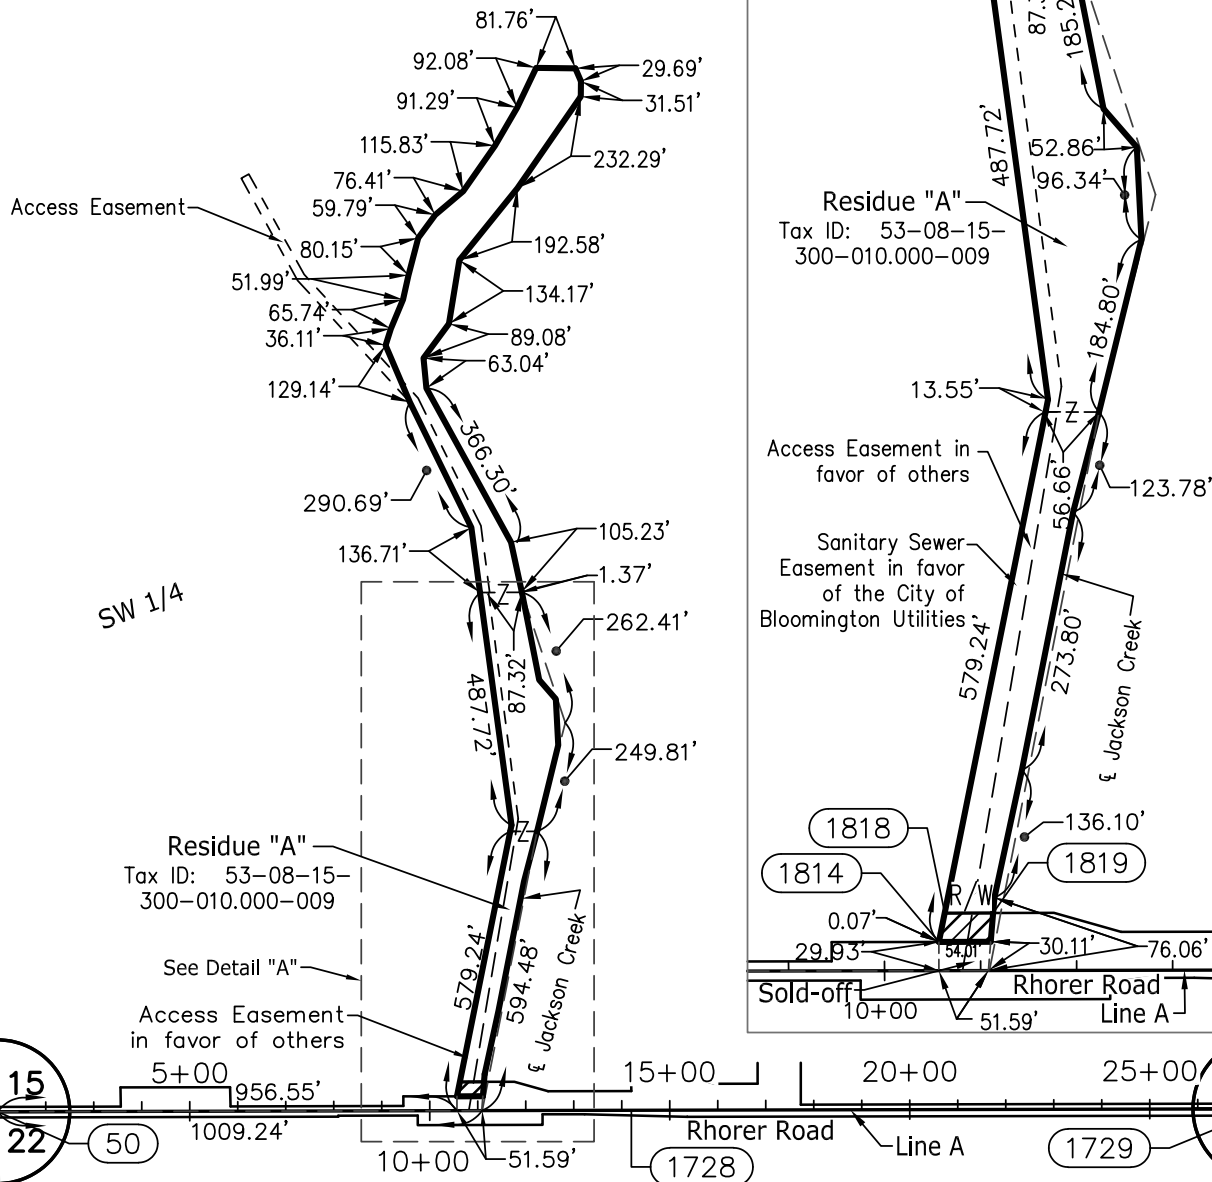 81.76'
92.08'
29.69'
91.29'
31.51'
115.83'
232.29'
76.41'
59.79'
Access Easement
80.15'
192.58'
51.99'
134.17'
65.74'
36.11'
89.08'
63.04'
129.14'
366.30'
290.69'
105.23'
136.71'
1.37'
Z
SW 1/4
262.41'
87.32'
487.72'
249.81'
Z
Residue "A"
Tax ID: 53-08-15-
300-010.000-009
See Detail "A"
579.24'
594.48'
℄ Jackson Creek
Access Easement
in favor of others
15
22
5+00
956.55'
50
1009.24'
10+00
51.59'
15+00
Rhorer Road
1728
Line A
20+00
25+00
1729
87.3
185.2
487.72'
52.86'
96.34'
Residue "A"
Tax ID: 53-08-15-
300-010.000-009
184.80'
13.55'
Z
Access Easement in
favor of others
56.66'
123.78'
Sanitary Sewer
Easement in favor
of the City of
Bloomington Utilities
579.24'
273.80'
℄ Jackson Creek
1818
136.10'
1814
1819
R W
0.07'
29.93'
54.01'
30.11'
76.06'
Sold-off
Rhorer Road
10+00
51.59'
Line A